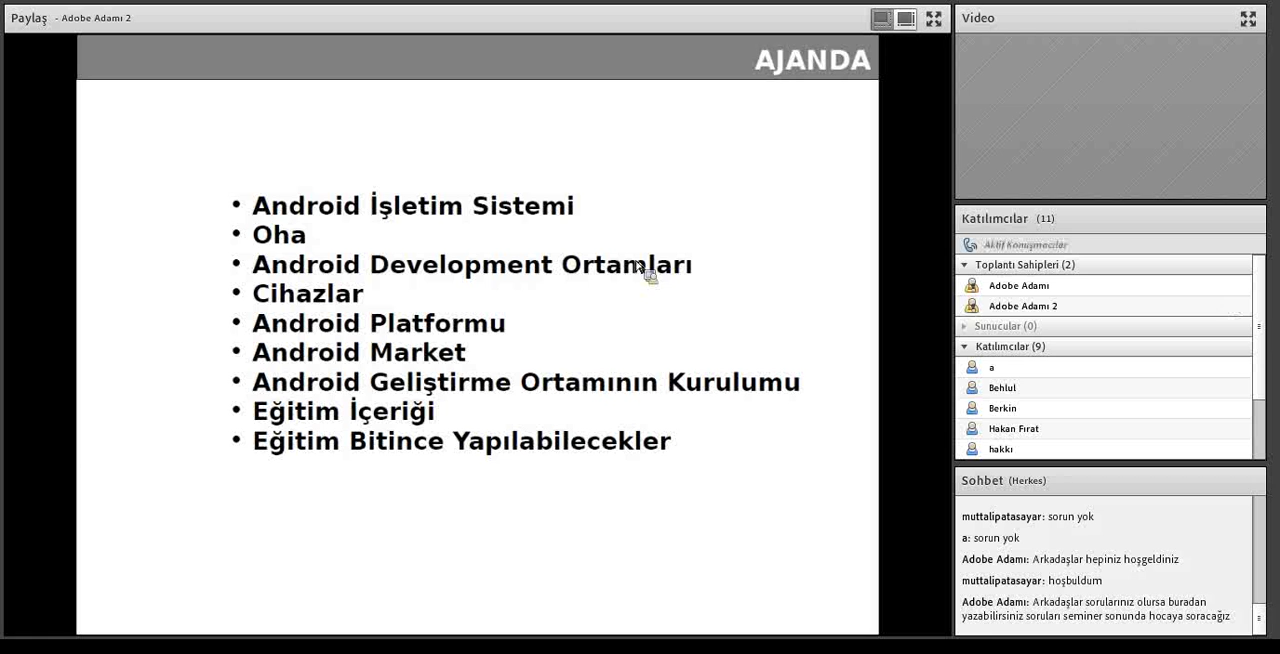 Paylaş - Adobe Adamı 2
AJANDA
• Android İşletim Sistemi
• Oha
• Android Development Ortamları
• Cihazlar
• Android Platformu
• Android Market
• Android Geliştirme Ortamının Kurulumu
• Eğitim İçeriği
• Eğitim Bitince Yapılabilecekler
Video
Katılımcılar (11)
Aktif Konuşmacılar
Toplantı Sahipleri (2)
Adobe Adamı
Adobe Adamı 2
Sunucular (0)
Katılımcılar (9)
a
Behlul
Berkin
Hakan Fırat
hakkı
Sohbet (Herkes)
muttalipatasayar: sorun yok
a: sorun yok
Adobe Adamı: Arkadaşlar hepiniz hoşgeldiniz
muttalipatasayar: hoşbuldum
Adobe Adamı: Arkadaşlar sorularınız olursa buradan
yazabilirsiniz soruları seminer sonunda hocaya soracağız